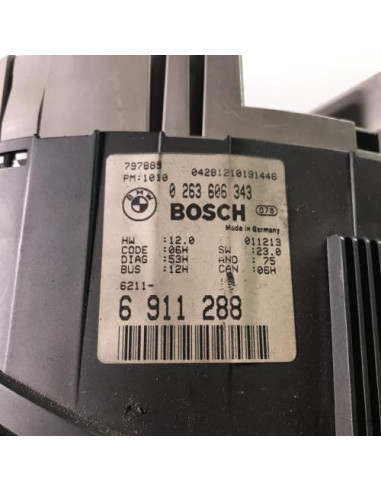 797889 04281210191446
PM:1010
BMW 0 263 606 343
BOSCH 078
Made in Germany
HW :12.0 011213
CODE :06H SW :23.0
DIAG :53H AND :75
BUS :12H CAN :06H
6211-
6 911 288